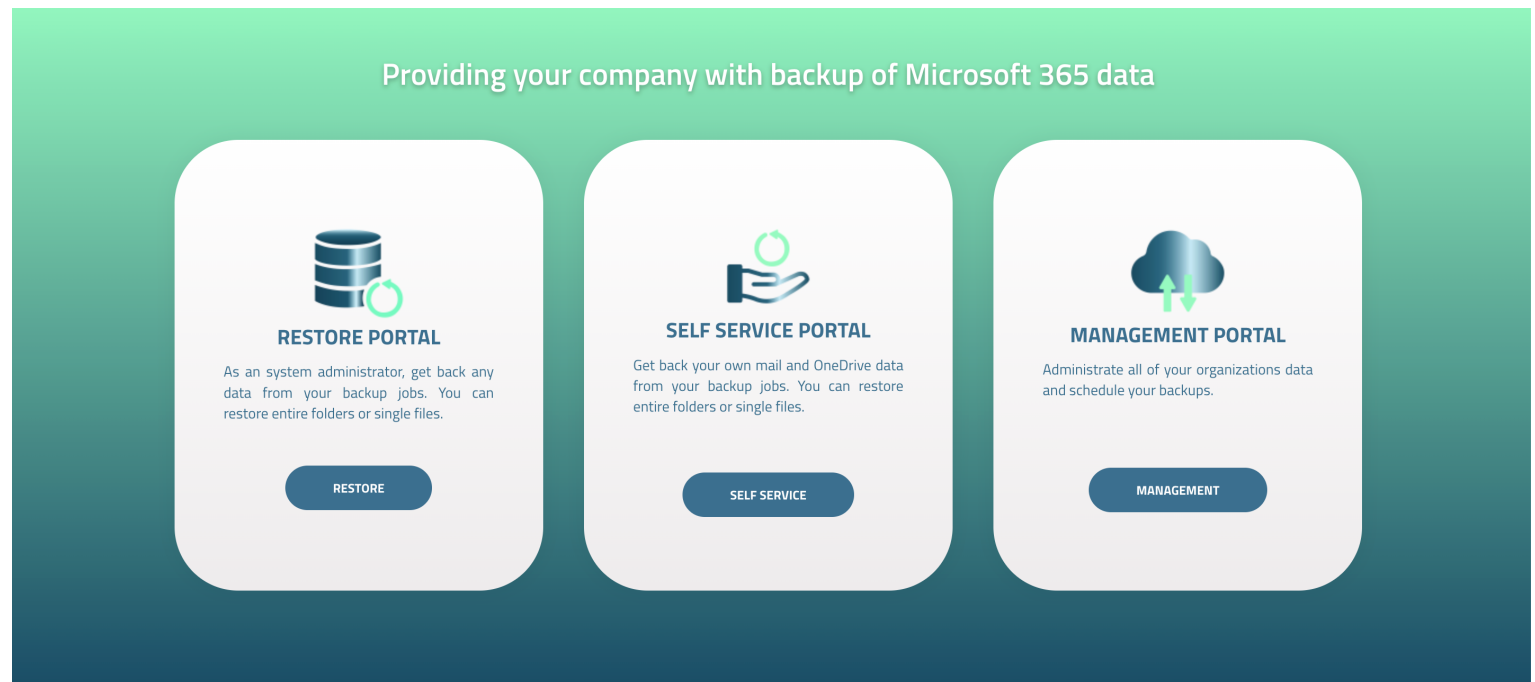 Providing your company with backup of Microsoft 365 data
RESTORE PORTAL
As an system administrator, get back any
data from your backup jobs. You can
restore entire folders or single files.
RESTORE
SELF SERVICE PORTAL
Get back your own mail and OneDrive data
from your backup jobs. You can restore
entire folders or single files.
SELF SERVICE
MANAGEMENT PORTAL
Administrate all of your organizations data
and schedule your backups.
MANAGEMENT